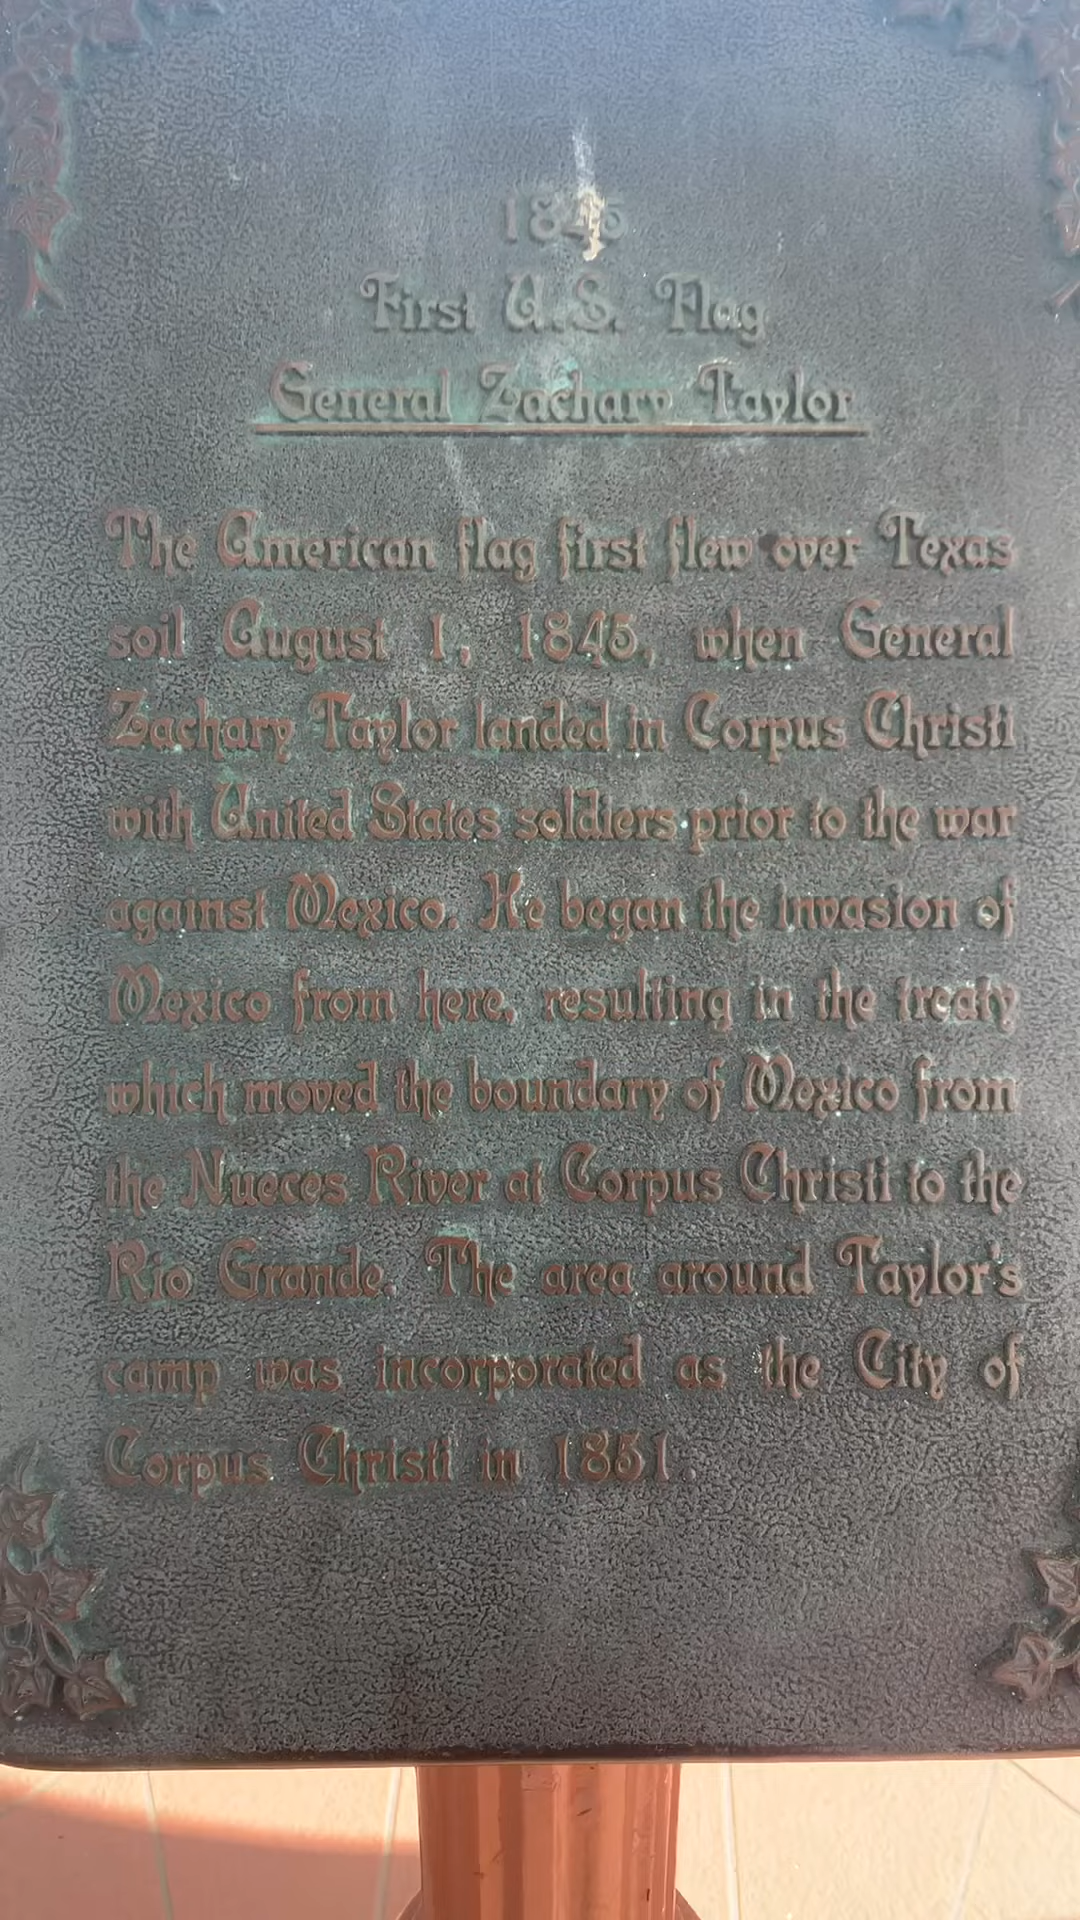 1845
First U.S. Flag
General Zachary Taylor
The American flag first flew over Texas
soil August 1, 1845, when General
Zachary Taylor landed in Corpus Christi
with United States soldiers prior to the war
against Mexico. He began the invasion of
Mexico from here, resulting in the treaty
which moved the boundary of Mexico from
the Nueces River at Corpus Christi to the
Rio Grande. The area around Taylor's
camp was incorporated as the City of
Corpus Christi in 1851.